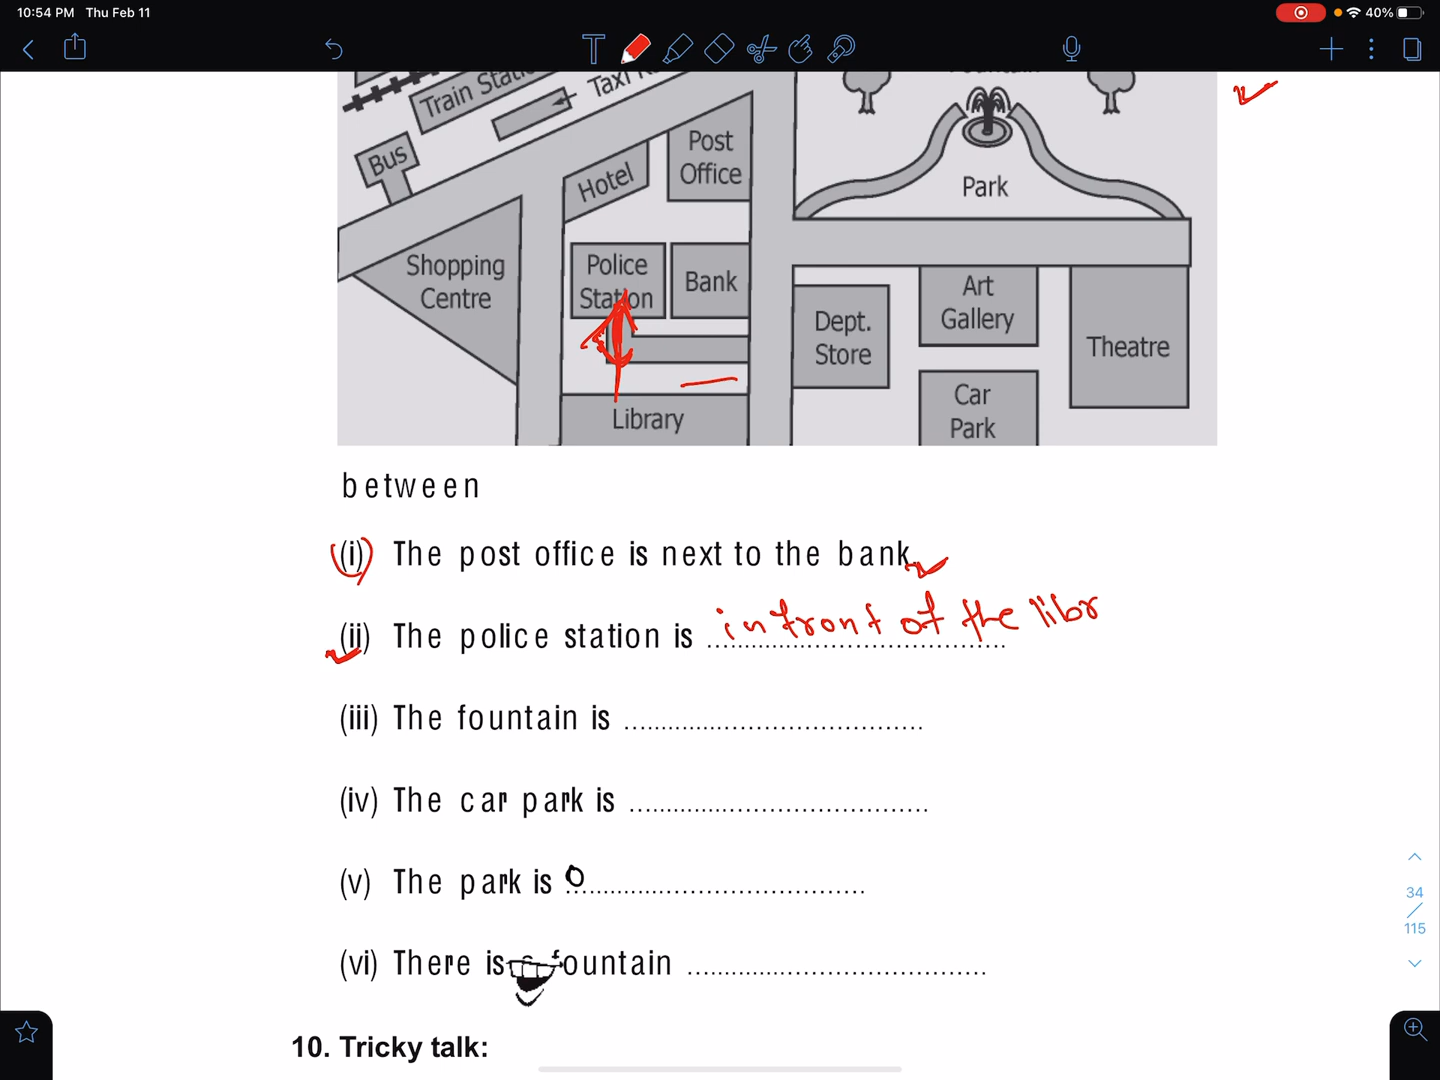 10:54 PM Thu Feb 11
40%
Train Stati
Taxi R
Bus
Hotel
Post
Office
Park
Shopping
Centre
Police
Station
Bank
Dept.
Store
Art
Gallery
Theatre
Car
Park
Library
between
(i) The post office is next to the bank.
(ii) The police station is in front of the libr
(iii) The fountain is ........................................
(iv) The car park is ........................................
(v) The park is ........................................
(vi) There is fountain ........................................
10. Tricky talk:
34
/
115